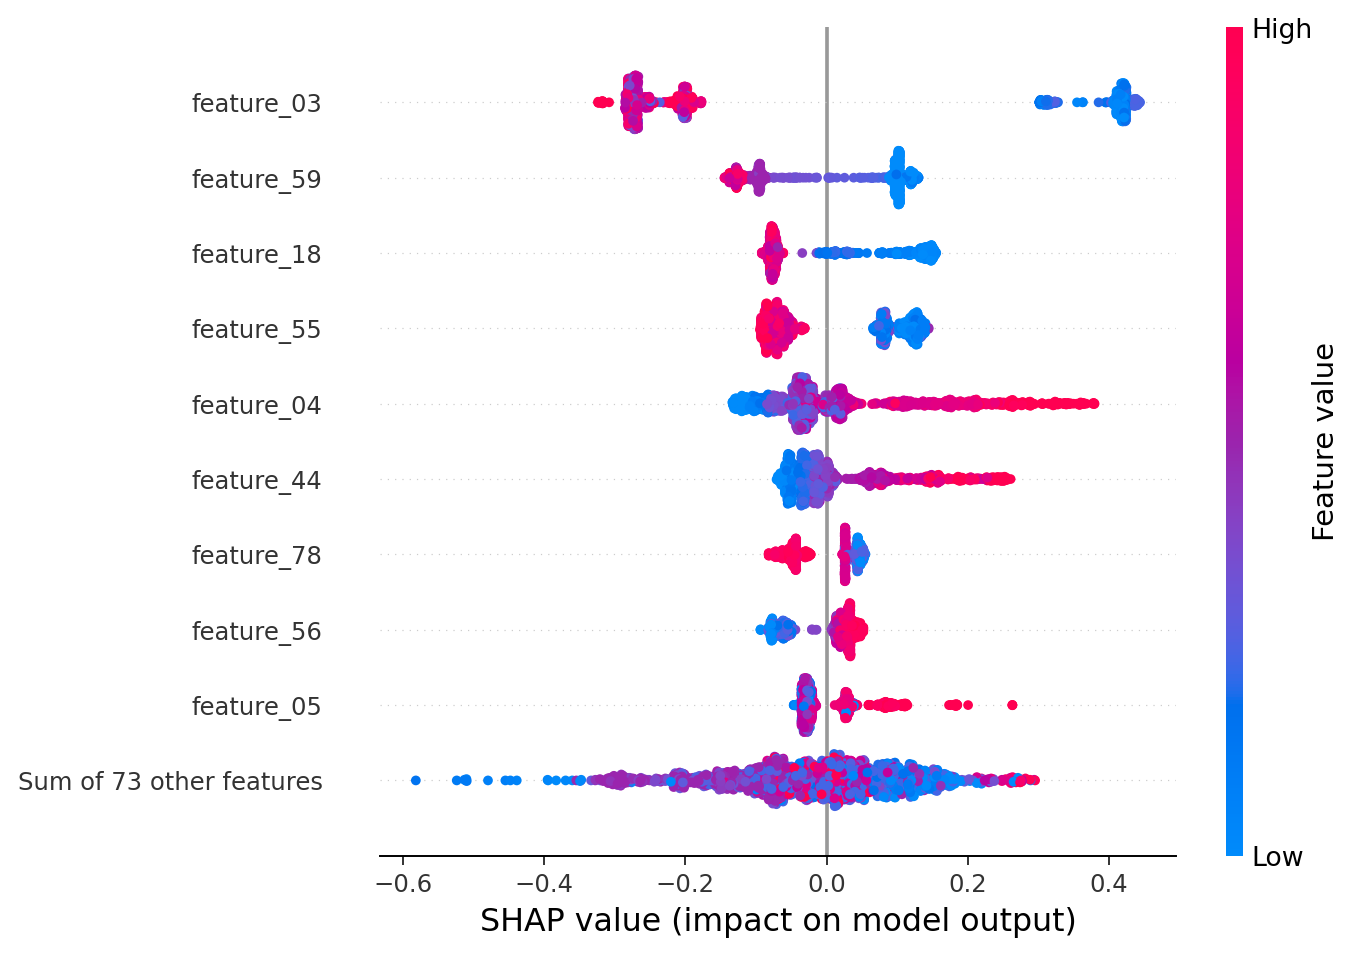 High
feature_03
feature_59
feature_18
feature_55
feature_04
feature_44
feature_78
feature_56
feature_05
Sum of 73 other features
Feature value
Low
−0.6 −0.4 −0.2 0.0 0.2 0.4
SHAP value (impact on model output)